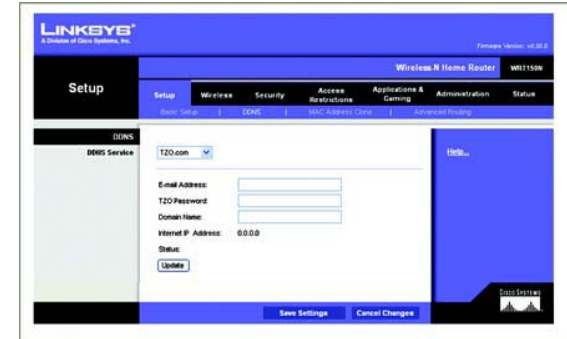 LINKSYS®
A Division of Cisco Systems, Inc.
Firmware Version: v0.00.0
Wireless-N Home Router WRT150N
Setup
Setup Wireless Security Access Restrictions Applications & Gaming Administration Status
Basic Setup | DDNS | MAC Address Clone | Advanced Routing
DDNS
DDNS Service
TZO.com
Help...
E-mail Address:
TZO Password:
Domain Name:
Internet IP Address: 0.0.0.0
Status:
Update
Save Settings Cancel Changes
CISCO SYSTEMS